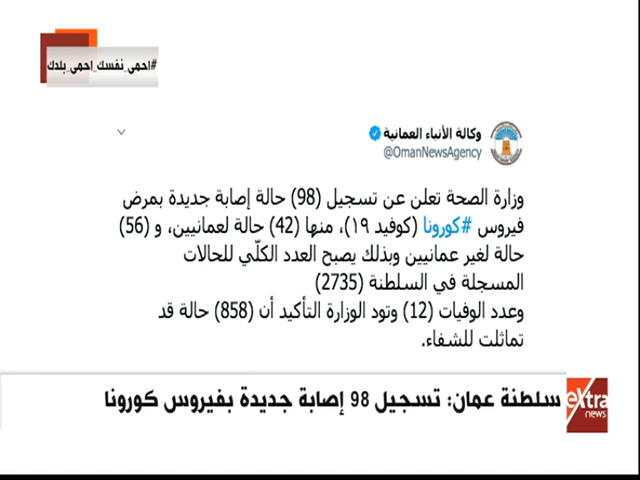 #احمي_نفسك_احمي_بلدك
وكالة الأنباء العمانية
@OmanNewsAgency
وزارة الصحة تعلن عن تسجيل (98) حالة إصابة جديدة بمرض
فيروس #كورونا (كوفيد ١٩)، منها (42) حالة لعمانيين، و (56)
حالة لغير عمانيين وبذلك يصبح العدد الكلّي للحالات
المسجلة في السلطنة (2735)
وعدد الوفيات (12) وتود الوزارة التأكيد أن (858) حالة قد
تماثلت للشفاء.
سلطنة عمان: تسجيل 98 إصابة جديدة بفيروس كورونا
eXtra
news